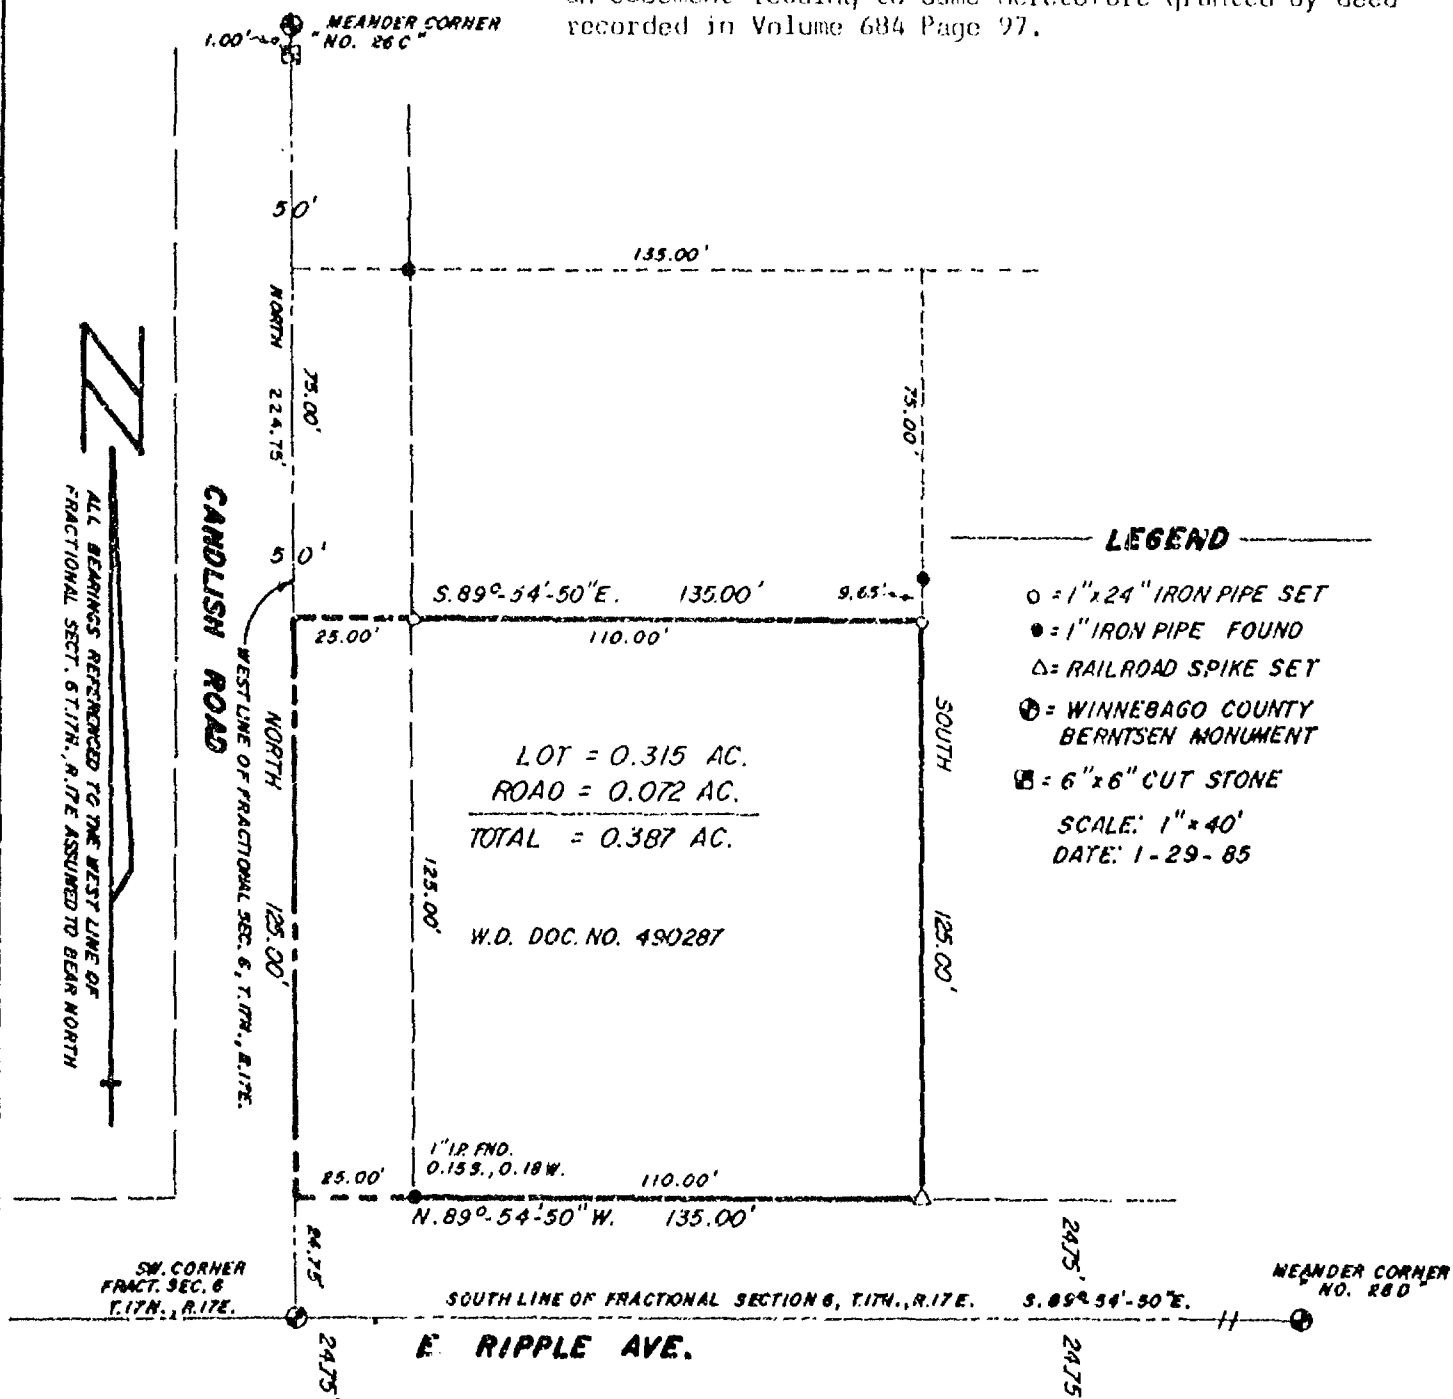 recorded in Volume 684 Page 97.
MEANDER CORNER
"NO. 26C"
1.00'
50'
135.00'
NORTH 224.75'
75.00'
75.00'
50'
CANDLISH ROAD
ALL BEARINGS REFERENCED TO THE WEST LINE OF
FRACTIONAL SECT. 6 T.17N., R.17E ASSUMED TO BEAR NORTH
WEST LINE OF FRACTIONAL SEC. 6, T.17N., R.17E.
S.89°-54'-50"E. 135.00'
9.65'
25.00'
110.00'
LEGEND
= 1"x24" IRON PIPE SET
= 1" IRON PIPE FOUND
= RAILROAD SPIKE SET
= WINNEBAGO COUNTY
BERNTSEN MONUMENT
= 6"x6" CUT STONE
SCALE: 1"=40'
DATE: 1-29-85
NORTH 125.00'
LOT = 0.315 AC.
ROAD = 0.072 AC.
TOTAL = 0.387 AC.
125.00'
W.D. DOC. NO. 490287
SOUTH 125.00'
1" I.P. FND.
0.15 S., 0.18 W.
25.00'
110.00'
N.89°-54'-50"W. 135.00'
24.75'
24.75'
SW. CORNER
FRACT. SEC. 6
T.17N., R.17E.
SOUTH LINE OF FRACTIONAL SECTION 6, T.17N., R.17E. S.89°54'-50"E.
MEANDER CORNER
"NO. 28D"
24.75'
E RIPPLE AVE.
24.75